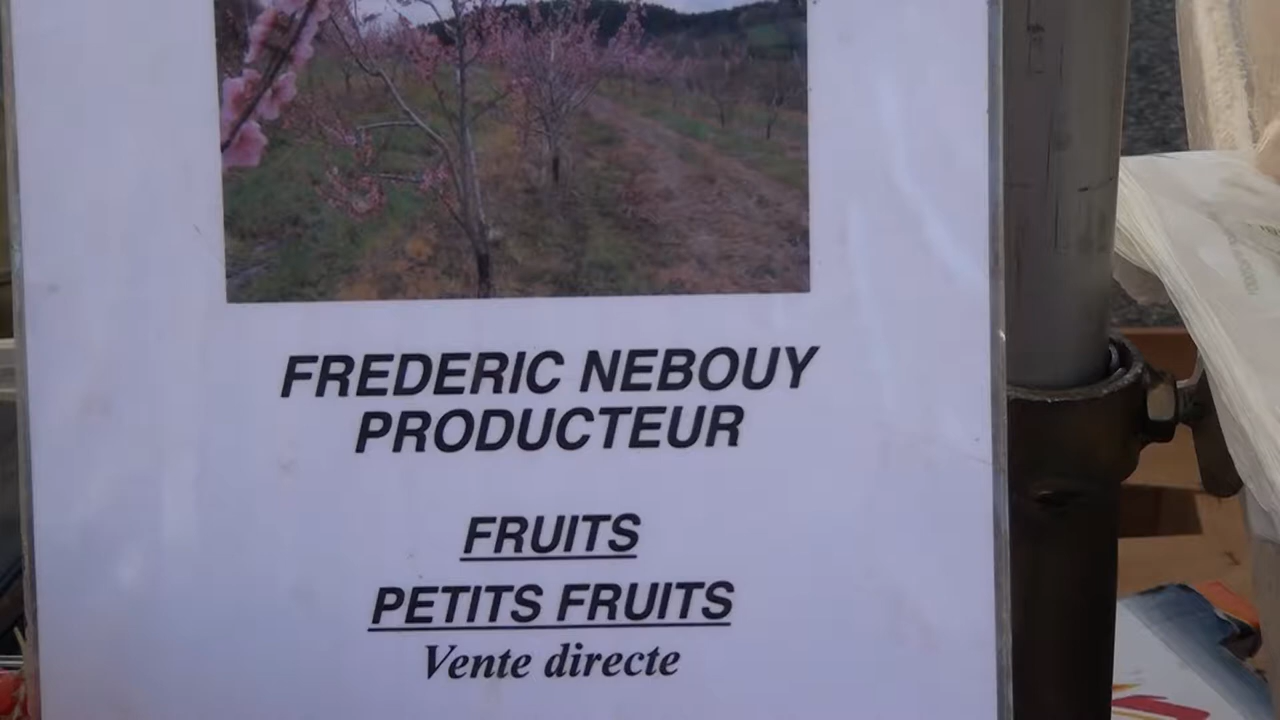 FREDERIC NEBOUY
PRODUCTEUR
FRUITS
PETITS FRUITS
Vente directe